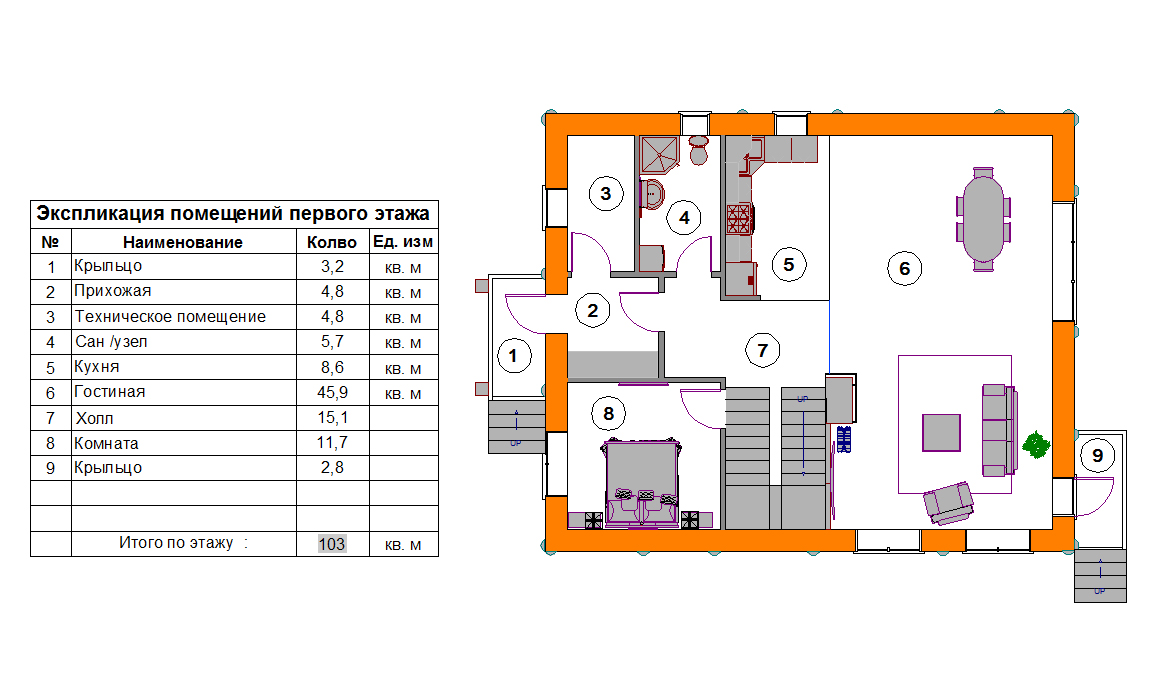 Экспликация помещений первого этажа
№ Наименование Колво Ед. изм
1 Крыльцо 3,2 кв. м
2 Прихожая 4,8 кв. м
3 Техническое помещение 4,8 кв. м
4 Сан /узел 5,7 кв. м
5 Кухня 8,6 кв. м
6 Гостиная 45,9 кв. м
7 Холл 15,1
8 Комната 11,7
9 Крыльцо 2,8
Итого по этажу : 103 кв. м
3
4
5
6
2
1
7
UP
8
UP
9
UP